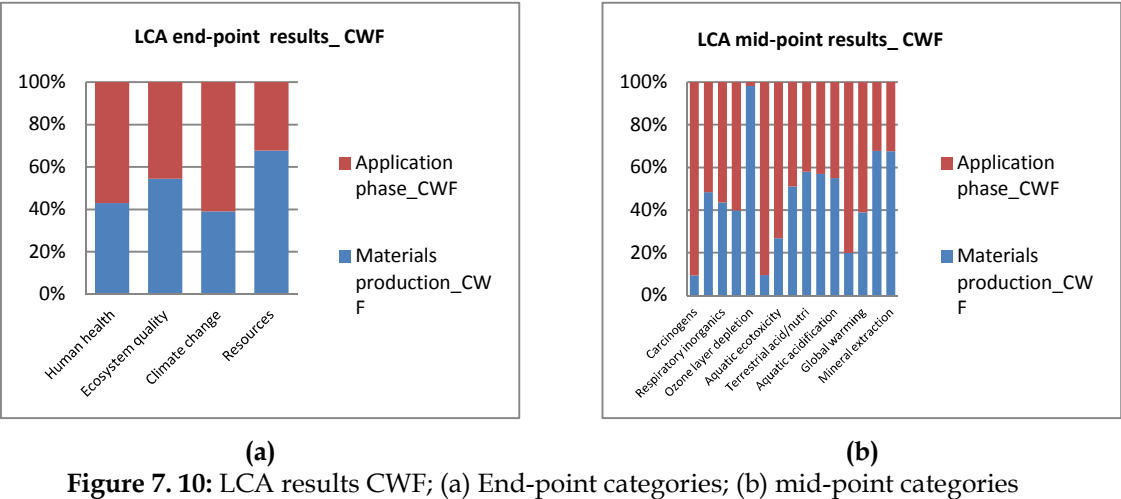 LCA end-point results_ CWF
100%
80%
60%
40%
20%
0%
Human health
Ecosystem quality
Climate change
Resources
Application
phase_CWF
Materials
production_CW
F
(a)
LCA mid-point results_ CWF
100%
80%
60%
40%
20%
0%
Carcinogens
Respiratory inorganics
Ozone layer depletion
Aquatic ecotoxicity
Terrestrial acid/nutri
Aquatic acidification
Global warming
Mineral extraction
Application
phase_CWF
Materials
production_CW
F
(b)
Figure 7. 10: LCA results CWF; (a) End-point categories; (b) mid-point categories